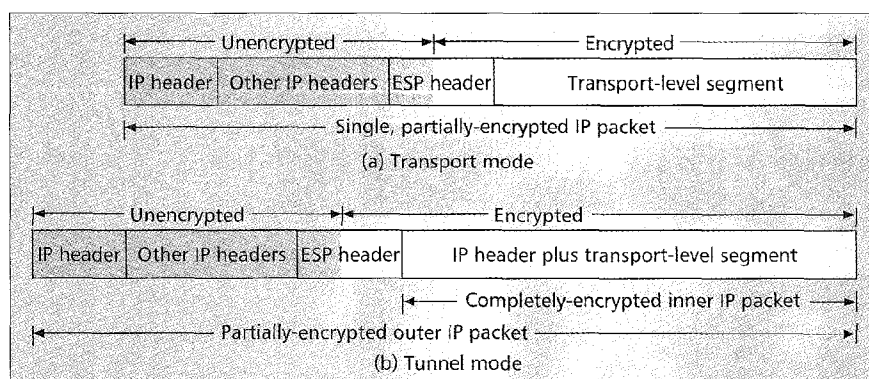 Unencrypted Encrypted
IP header Other IP headers ESP header Transport-level segment
Single, partially-encrypted IP packet
(a) Transport mode
Unencrypted Encrypted
IP header Other IP headers ESP header IP header plus transport-level segment
Completely-encrypted inner IP packet
Partially-encrypted outer IP packet
(b) Tunnel mode